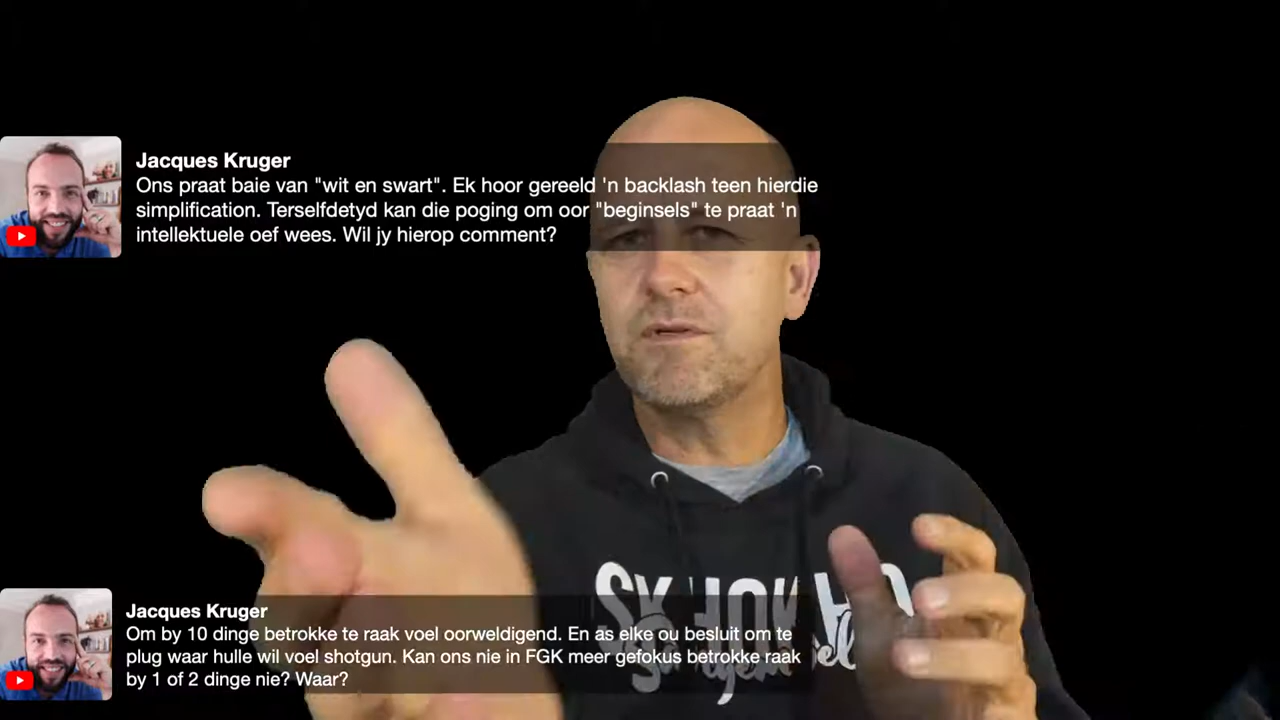 Jacques Kruger
Ons praat baie van "wit en swart". Ek hoor gereeld 'n backlash teen hierdie
simplification. Terselfdetyd kan die poging om oor "beginsels" te praat 'n
intellektuele oef wees. Wil jy hierop comment?
Jacques Kruger
Om by 10 dinge betrokke te raak voel oorweldigend. En as elke ou besluit om te
plug waar hulle wil voel shotgun. Kan ons nie in FGK meer gefokus betrokke raak
by 1 of 2 dinge nie? Waar?